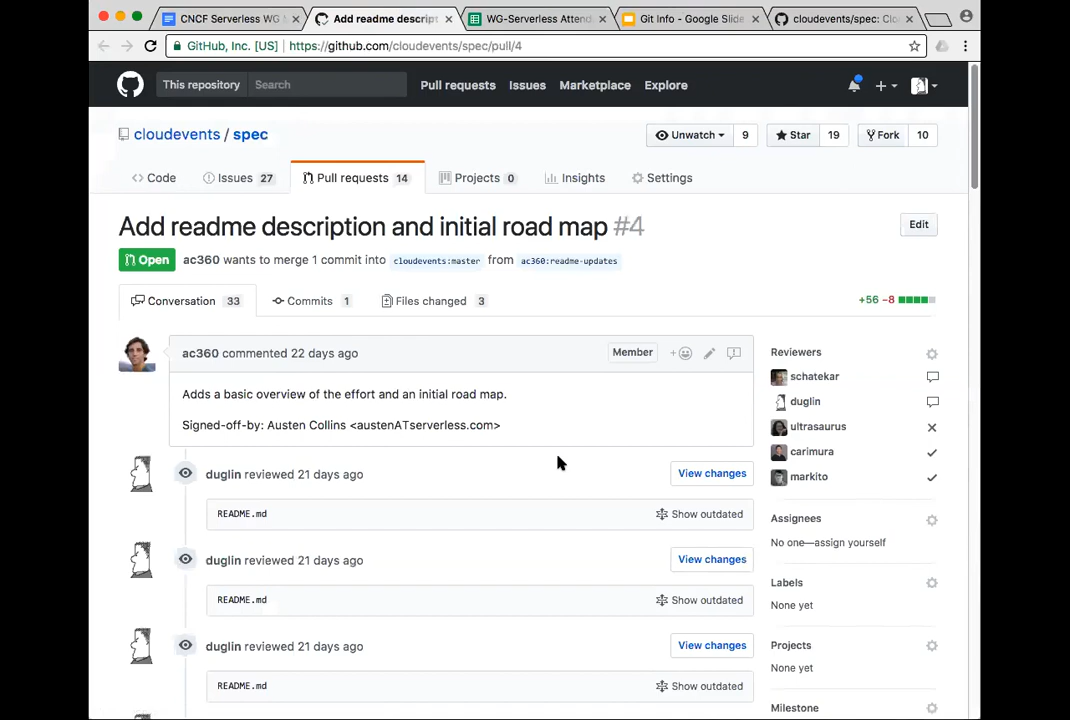 CNCF Serverless WG
Add readme descript
WG-Serverless Attend
Git Info - Google Slide
cloudevents/spec: Clo
GitHub, Inc. [US] https://github.com/cloudevents/spec/pull/4
This repository Search Pull requests Issues Marketplace Explore
cloudevents / spec
Unwatch 9 Star 19 Fork 10
Code Issues 27 Pull requests 14 Projects 0 Insights Settings
Add readme description and initial road map #4
Edit
Open ac360 wants to merge 1 commit into cloudevents:master from ac360:readme-updates
Conversation 33 Commits 1 Files changed 3 +56 −8
ac360 commented 22 days ago Member
Adds a basic overview of the effort and an initial road map.
Signed-off-by: Austen Collins <austenATserverless.com>
duglin reviewed 21 days ago View changes
README.md Show outdated
duglin reviewed 21 days ago View changes
README.md Show outdated
duglin reviewed 21 days ago View changes
README.md Show outdated
Reviewers
schatekar
duglin
ultrasaurus
carimura
markito
Assignees
No one—assign yourself
Labels
None yet
Projects
None yet
Milestone